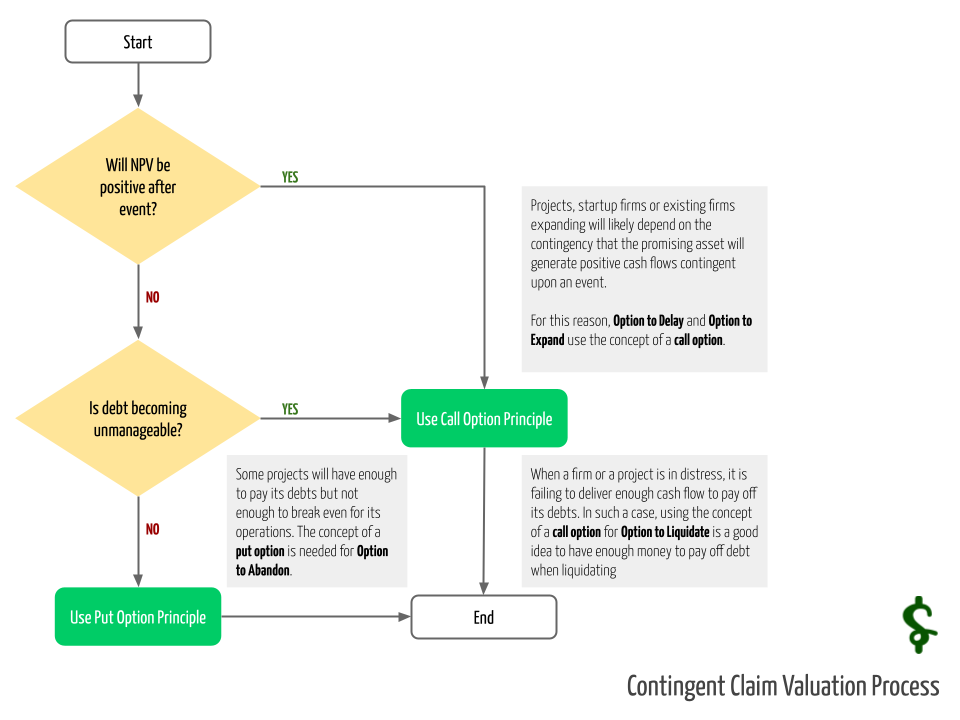 Start
Will NPV be
positive after
event?
YES
Projects, startup firms or existing firms
expanding will likely depend on the
contingency that the promising asset will
generate positive cash flows contingent
upon an event.
For this reason, Option to Delay and Option to
Expand use the concept of a call option.
NO
Is debt becoming
unmanageable?
YES
Use Call Option Principle
Some projects will have enough
to pay its debts but not
enough to break even for its
operations. The concept of a
put option is needed for Option
to Abandon.
When a firm or a project is in distress, it is
failing to deliver enough cash flow to pay off
its debts. In such a case, using the concept
of a call option for Option to Liquidate is a good
idea to have enough money to pay off debt
when liquidating
NO
Use Put Option Principle
End
$
Contingent Claim Valuation Process